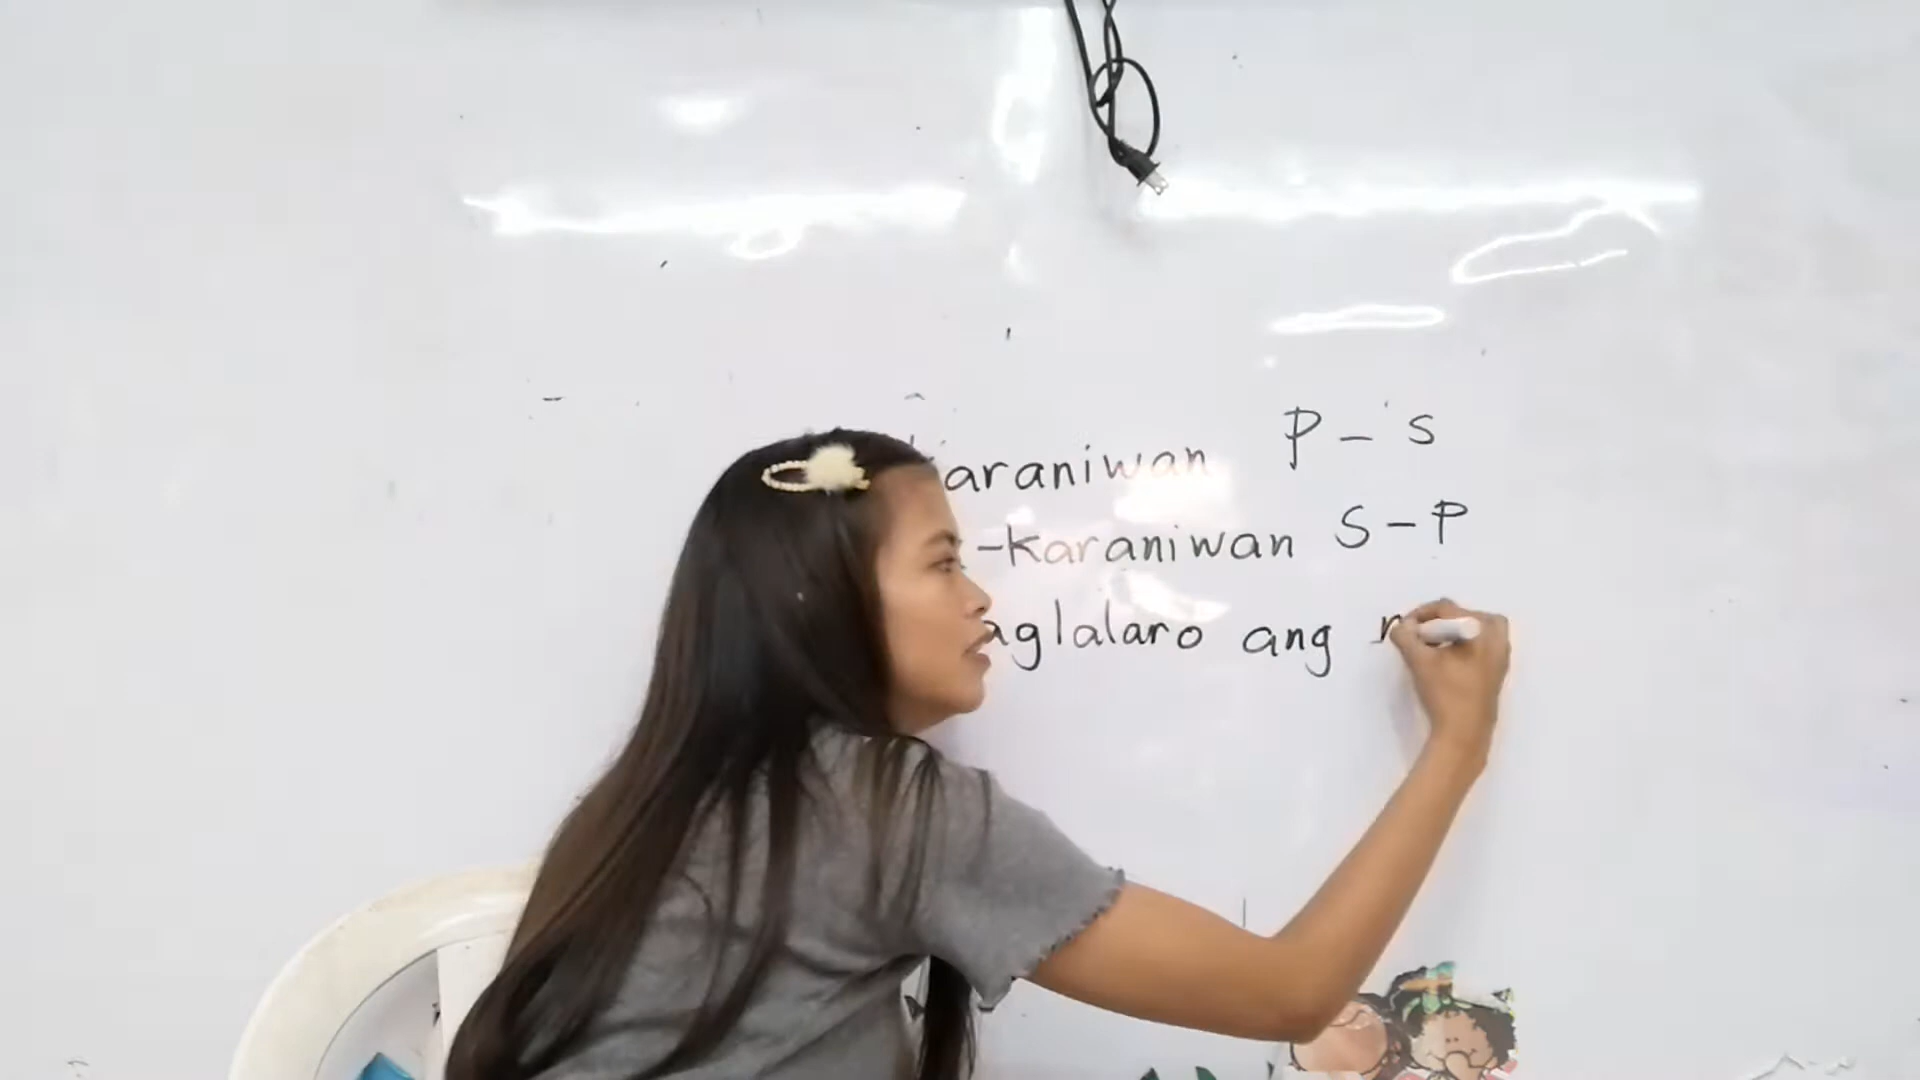 karaniwan P - s
-karaniwan S - P
aglalaro ang